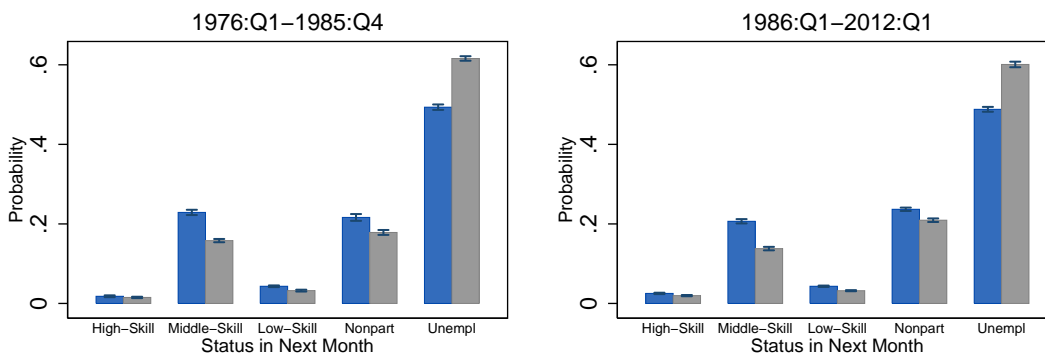 1976:Q1−1985:Q4
Probability
.6
.4
.2
0
High−Skill Middle−Skill Low−Skill Nonpart Unempl
Status in Next Month
1986:Q1−2012:Q1
Probability
.6
.4
.2
0
High−Skill Middle−Skill Low−Skill Nonpart Unempl
Status in Next Month